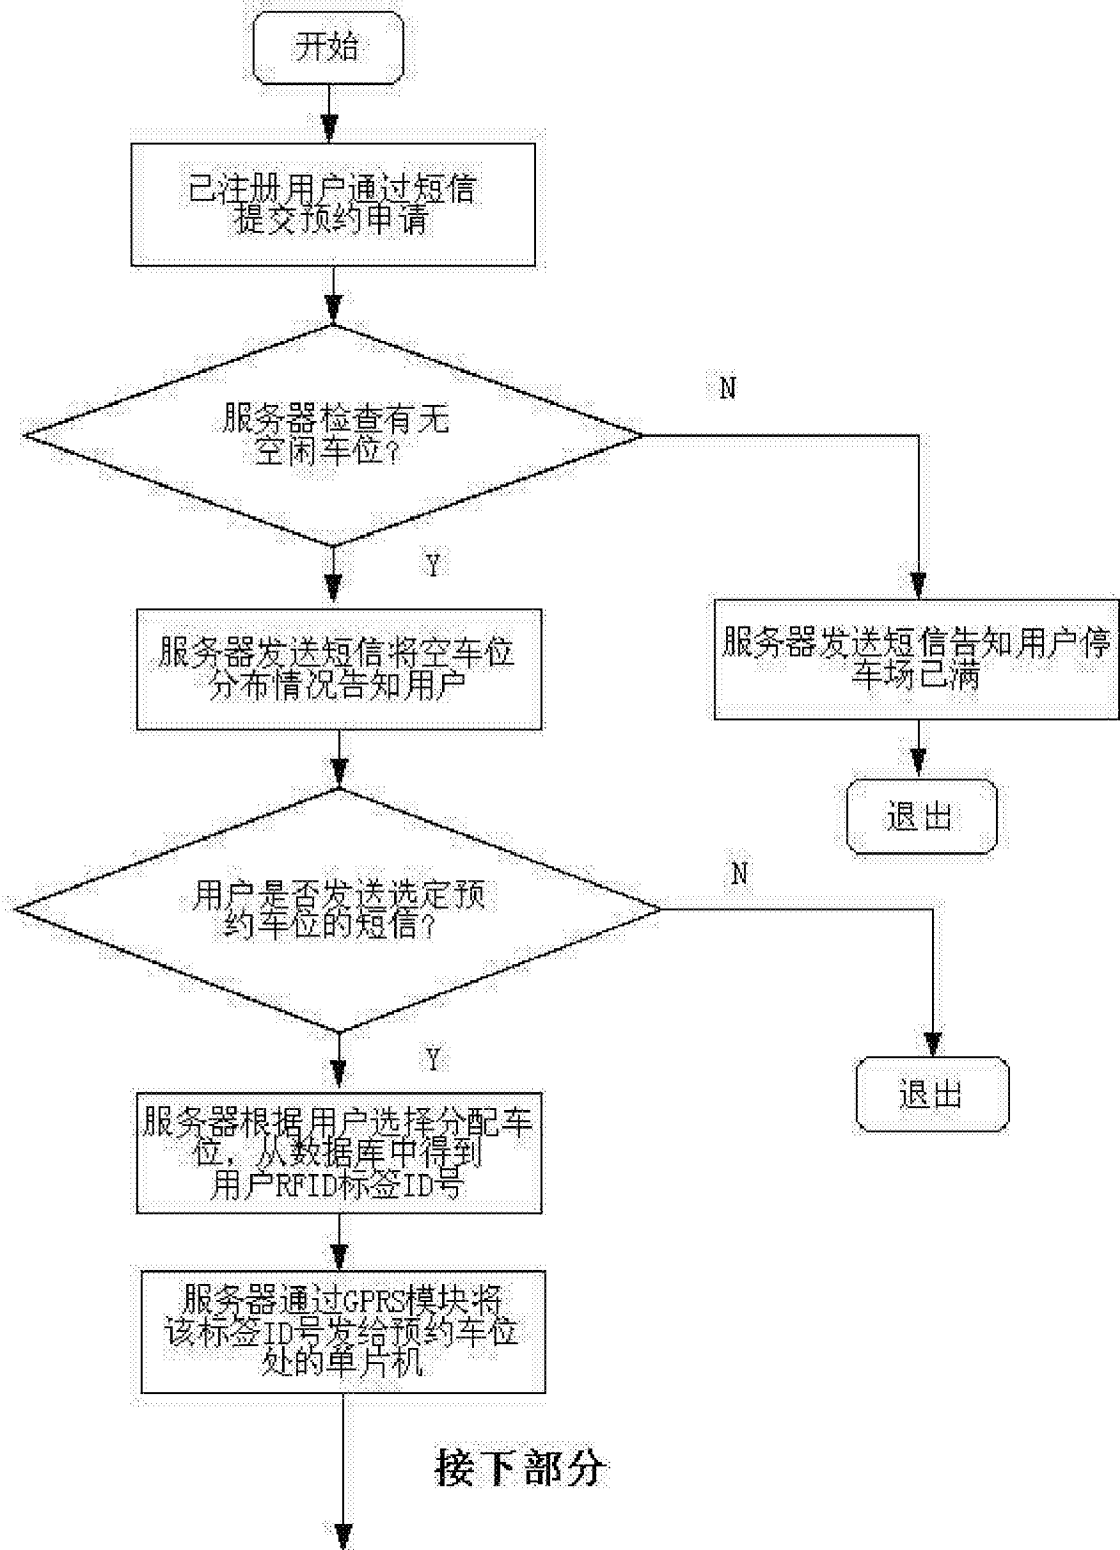 开始
已注册用户通过短信
提交预约申请
N
服务器检查有无
空闲车位?
Y
服务器发送短信将空车位
分布情况告知用户
服务器发送短信告知用户停
车场已满
退出
N
用户是否发送选定预
约车位的短信?
Y
退出
服务器根据用户选择分配车
位，从数据库中得到
用户RFID标签ID号
服务器通过GPRS模块将
该标签ID号发给预约车位
处的单片机
接下部分